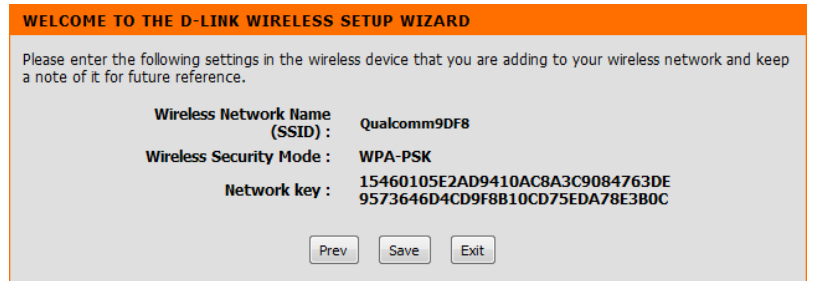 WELCOME TO THE D-LINK WIRELESS SETUP WIZARD
Please enter the following settings in the wireless device that you are adding to your wireless network and keep
a note of it for future reference.
Wireless Network Name
(SSID) : Qualcomm9DF8
Wireless Security Mode : WPA-PSK
Network key : 15460105E2AD9410AC8A3C9084763DE
9573646D4CD9F8B10CD75EDA78E3B0C
Prev Save Exit